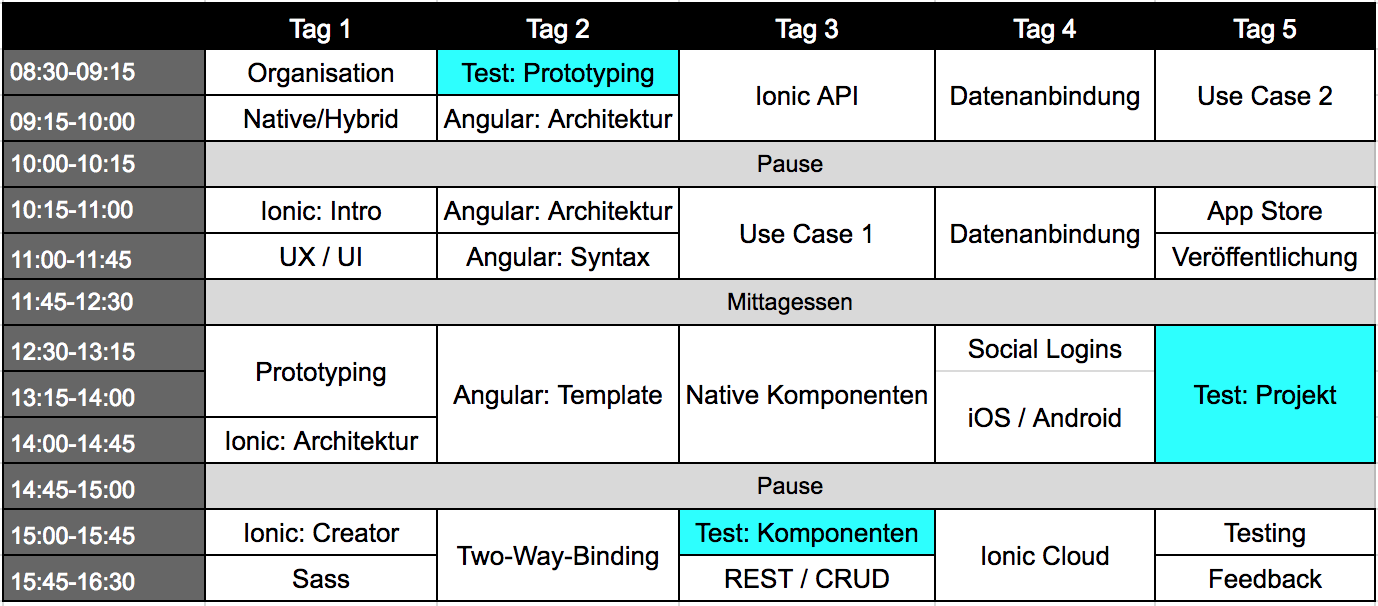 Tag 1 Tag 2 Tag 3 Tag 4 Tag 5
08:30-09:15 Organisation Test: Prototyping Ionic API Datenanbindung Use Case 2
09:15-10:00 Native/Hybrid Angular: Architektur
10:00-10:15 Pause
10:15-11:00 Ionic: Intro Angular: Architektur Use Case 1 Datenanbindung App Store
11:00-11:45 UX / UI Angular: Syntax Veröffentlichung
11:45-12:30 Mittagessen
12:30-13:15 Prototyping Angular: Template Native Komponenten Social Logins Test: Projekt
13:15-14:00 iOS / Android
14:00-14:45 Ionic: Architektur
14:45-15:00 Pause
15:00-15:45 Ionic: Creator Two-Way-Binding Test: Komponenten Ionic Cloud Testing
15:45-16:30 Sass REST / CRUD Feedback